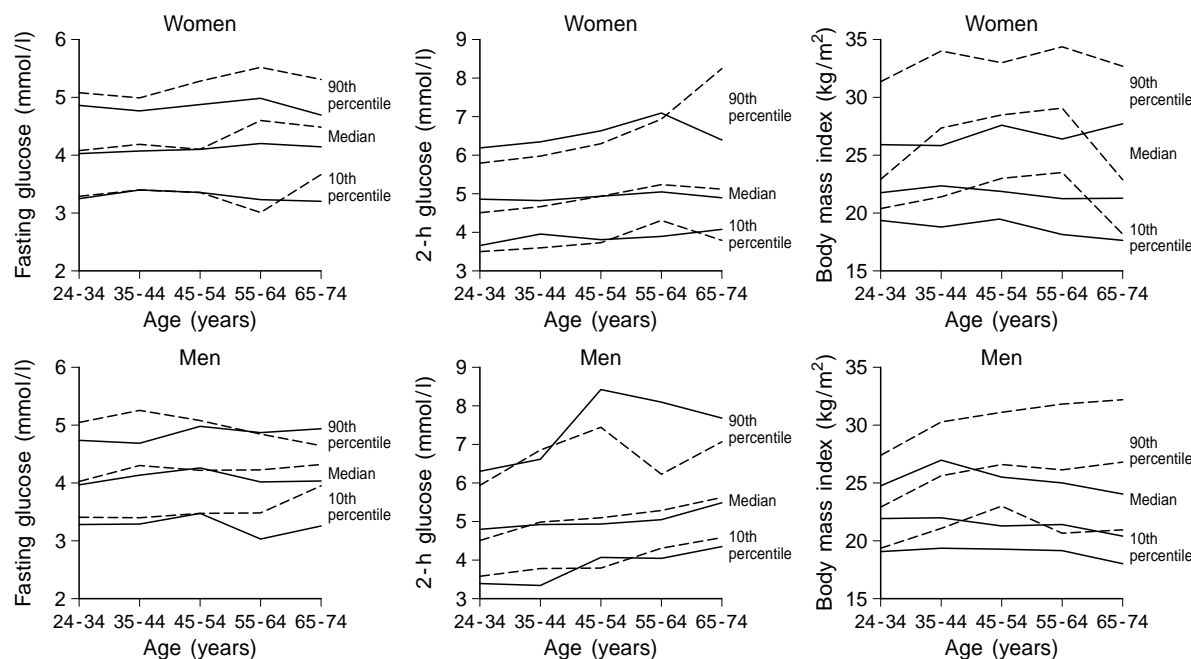 Women
Fasting glucose (mmol/l)
6
5
4
3
2
90th
percentile
Median
10th
percentile
24-34 35-44 45-54 55-64 65-74
Age (years)
Women
2-h glucose (mmol/l)
9
8
7
6
5
4
3
90th
percentile
Median
10th
percentile
24-34 35-44 45-54 55-64 65-74
Age (years)
Women
Body mass index (kg/m²)
35
30
25
20
15
90th
percentile
Median
10th
percentile
24-34 35-44 45-54 55-64 65-74
Age (years)
Men
Fasting glucose (mmol/l)
6
5
4
3
2
90th
percentile
Median
10th
percentile
24-34 35-44 45-54 55-64 65-74
Age (years)
Men
2-h glucose (mmol/l)
9
8
7
6
5
4
3
90th
percentile
Median
10th
percentile
24-34 35-44 45-54 55-64 65-74
Age (years)
Men
Body mass index (kg/m²)
35
30
25
20
15
90th
percentile
Median
10th
percentile
24-34 35-44 45-54 55-64 65-74
Age (years)